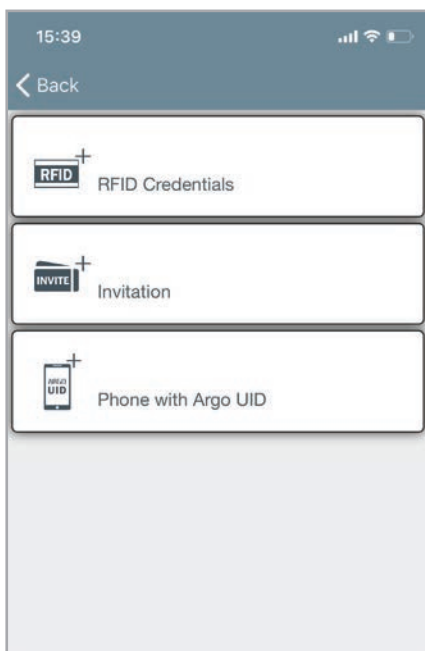 15:39
Back
RFID
RFID Credentials
INVITE
Invitation
ARGO
UID
Phone with Argo UID